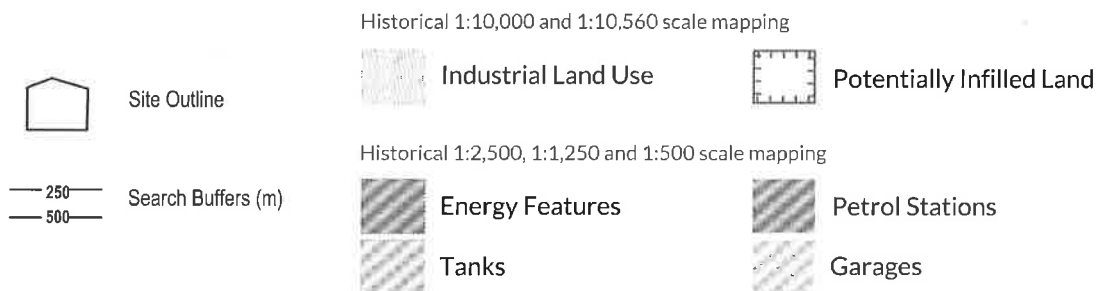 Historical 1:10,000 and 1:10,560 scale mapping
Site Outline
Industrial Land Use
Potentially Infilled Land
Historical 1:2,500, 1:1,250 and 1:500 scale mapping
250
500
Search Buffers (m)
Energy Features
Petrol Stations
Tanks
Garages